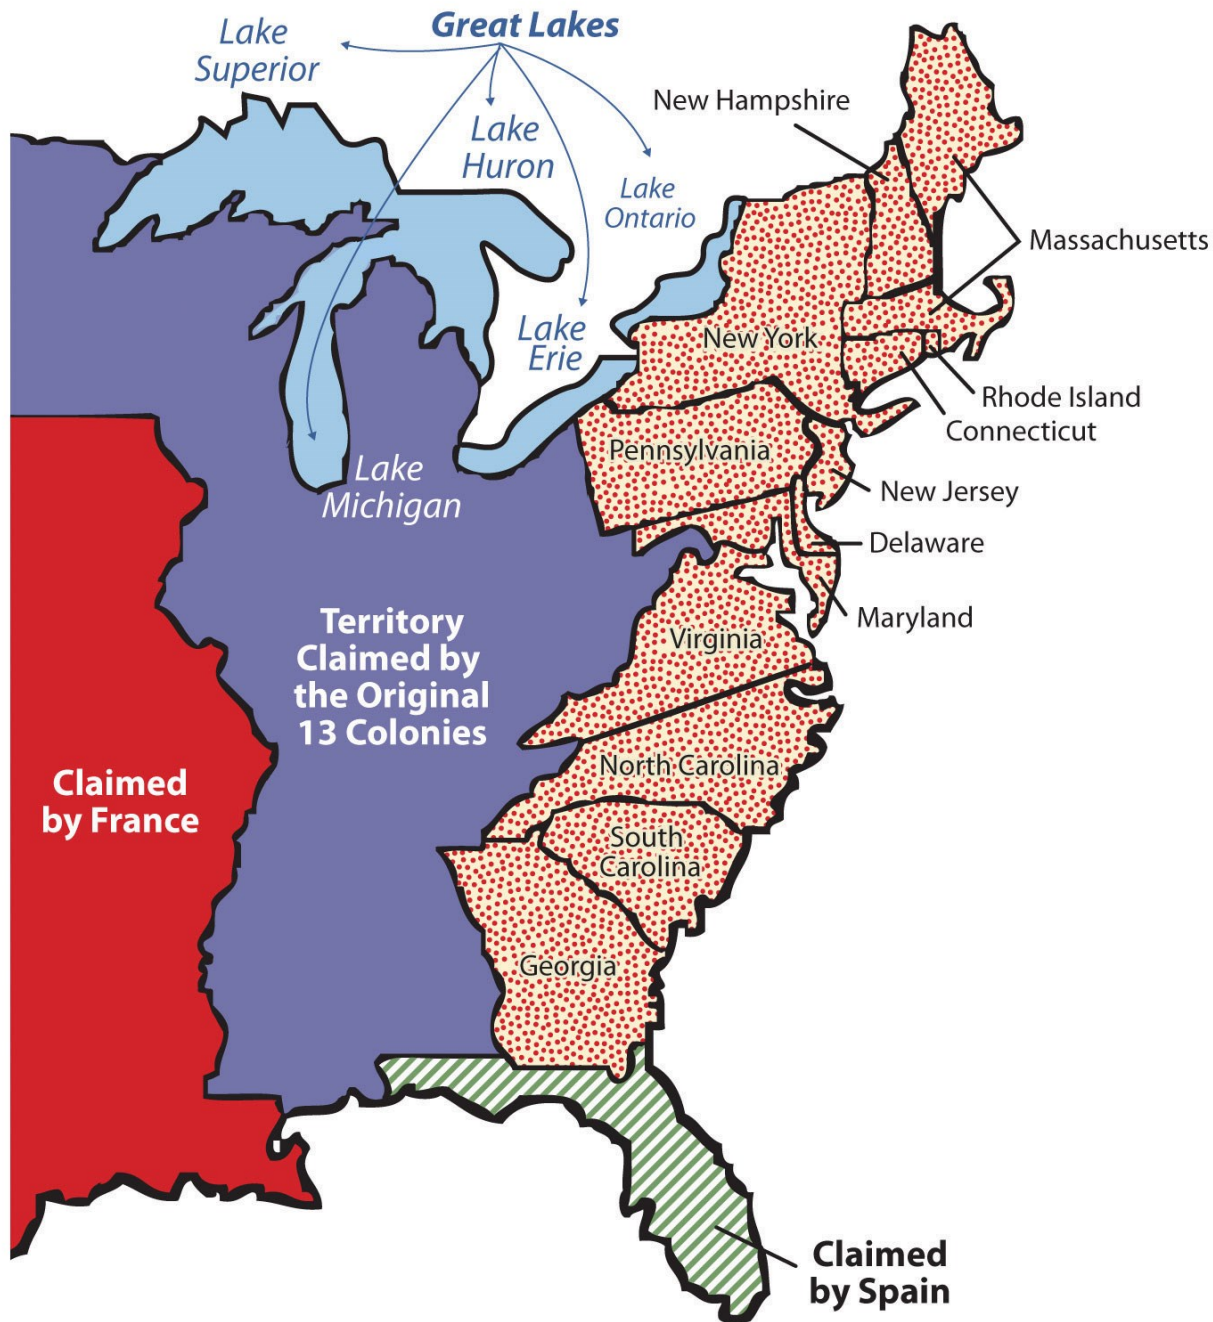 Great Lakes
Lake
Superior
Lake
Huron
Lake
Ontario
Lake
Erie
Lake
Michigan
New Hampshire
Massachusetts
New York
Rhode Island
Connecticut
Pennsylvania
New Jersey
Delaware
Maryland
Virginia
Territory
Claimed by
the Original
13 Colonies
North Carolina
Claimed
by France
South
Carolina
Georgia
Claimed
by Spain